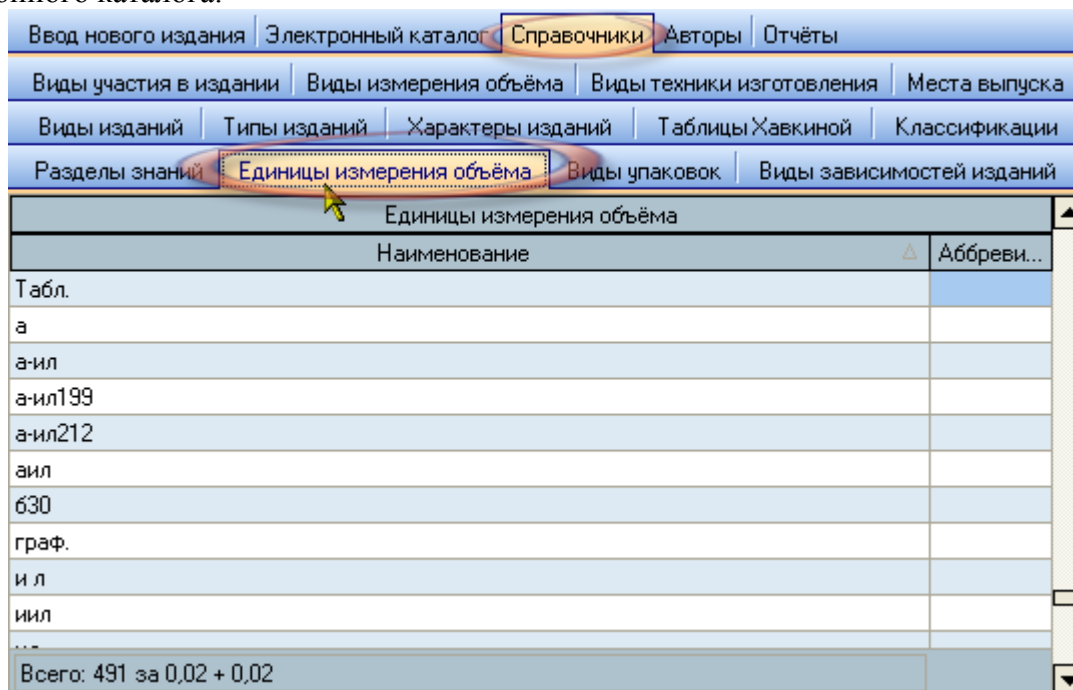 онного каталога.
Ввод нового издания Электронный каталог Справочники Авторы Отчёты
Виды участия в издании Виды измерения объёма Виды техники изготовления Места выпуска
Виды изданий Типы изданий Характеры изданий Таблицы Хавкиной Классификации
Разделы знаний Единицы измерения объёма Виды упаковок Виды зависимостей изданий
Единицы измерения объёма
Наименование Аббреви...
Табл.
а
а-ил
а-ил199
а-ил212
аил
б30
граф.
и л
иил
Всего: 491 за 0,02 + 0,02